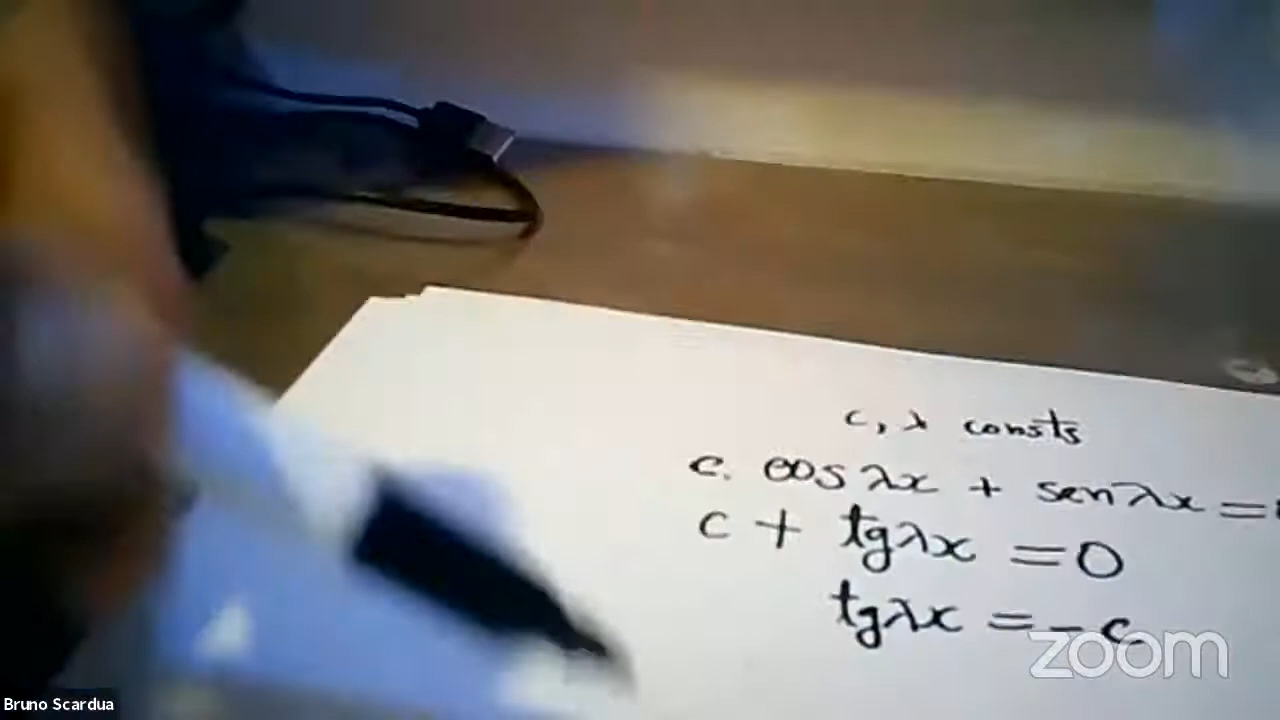 c, λ consts
c. cos λx + sen λx =
c + tg λx = 0
tg λx = - c
zoom
Bruno Scardua